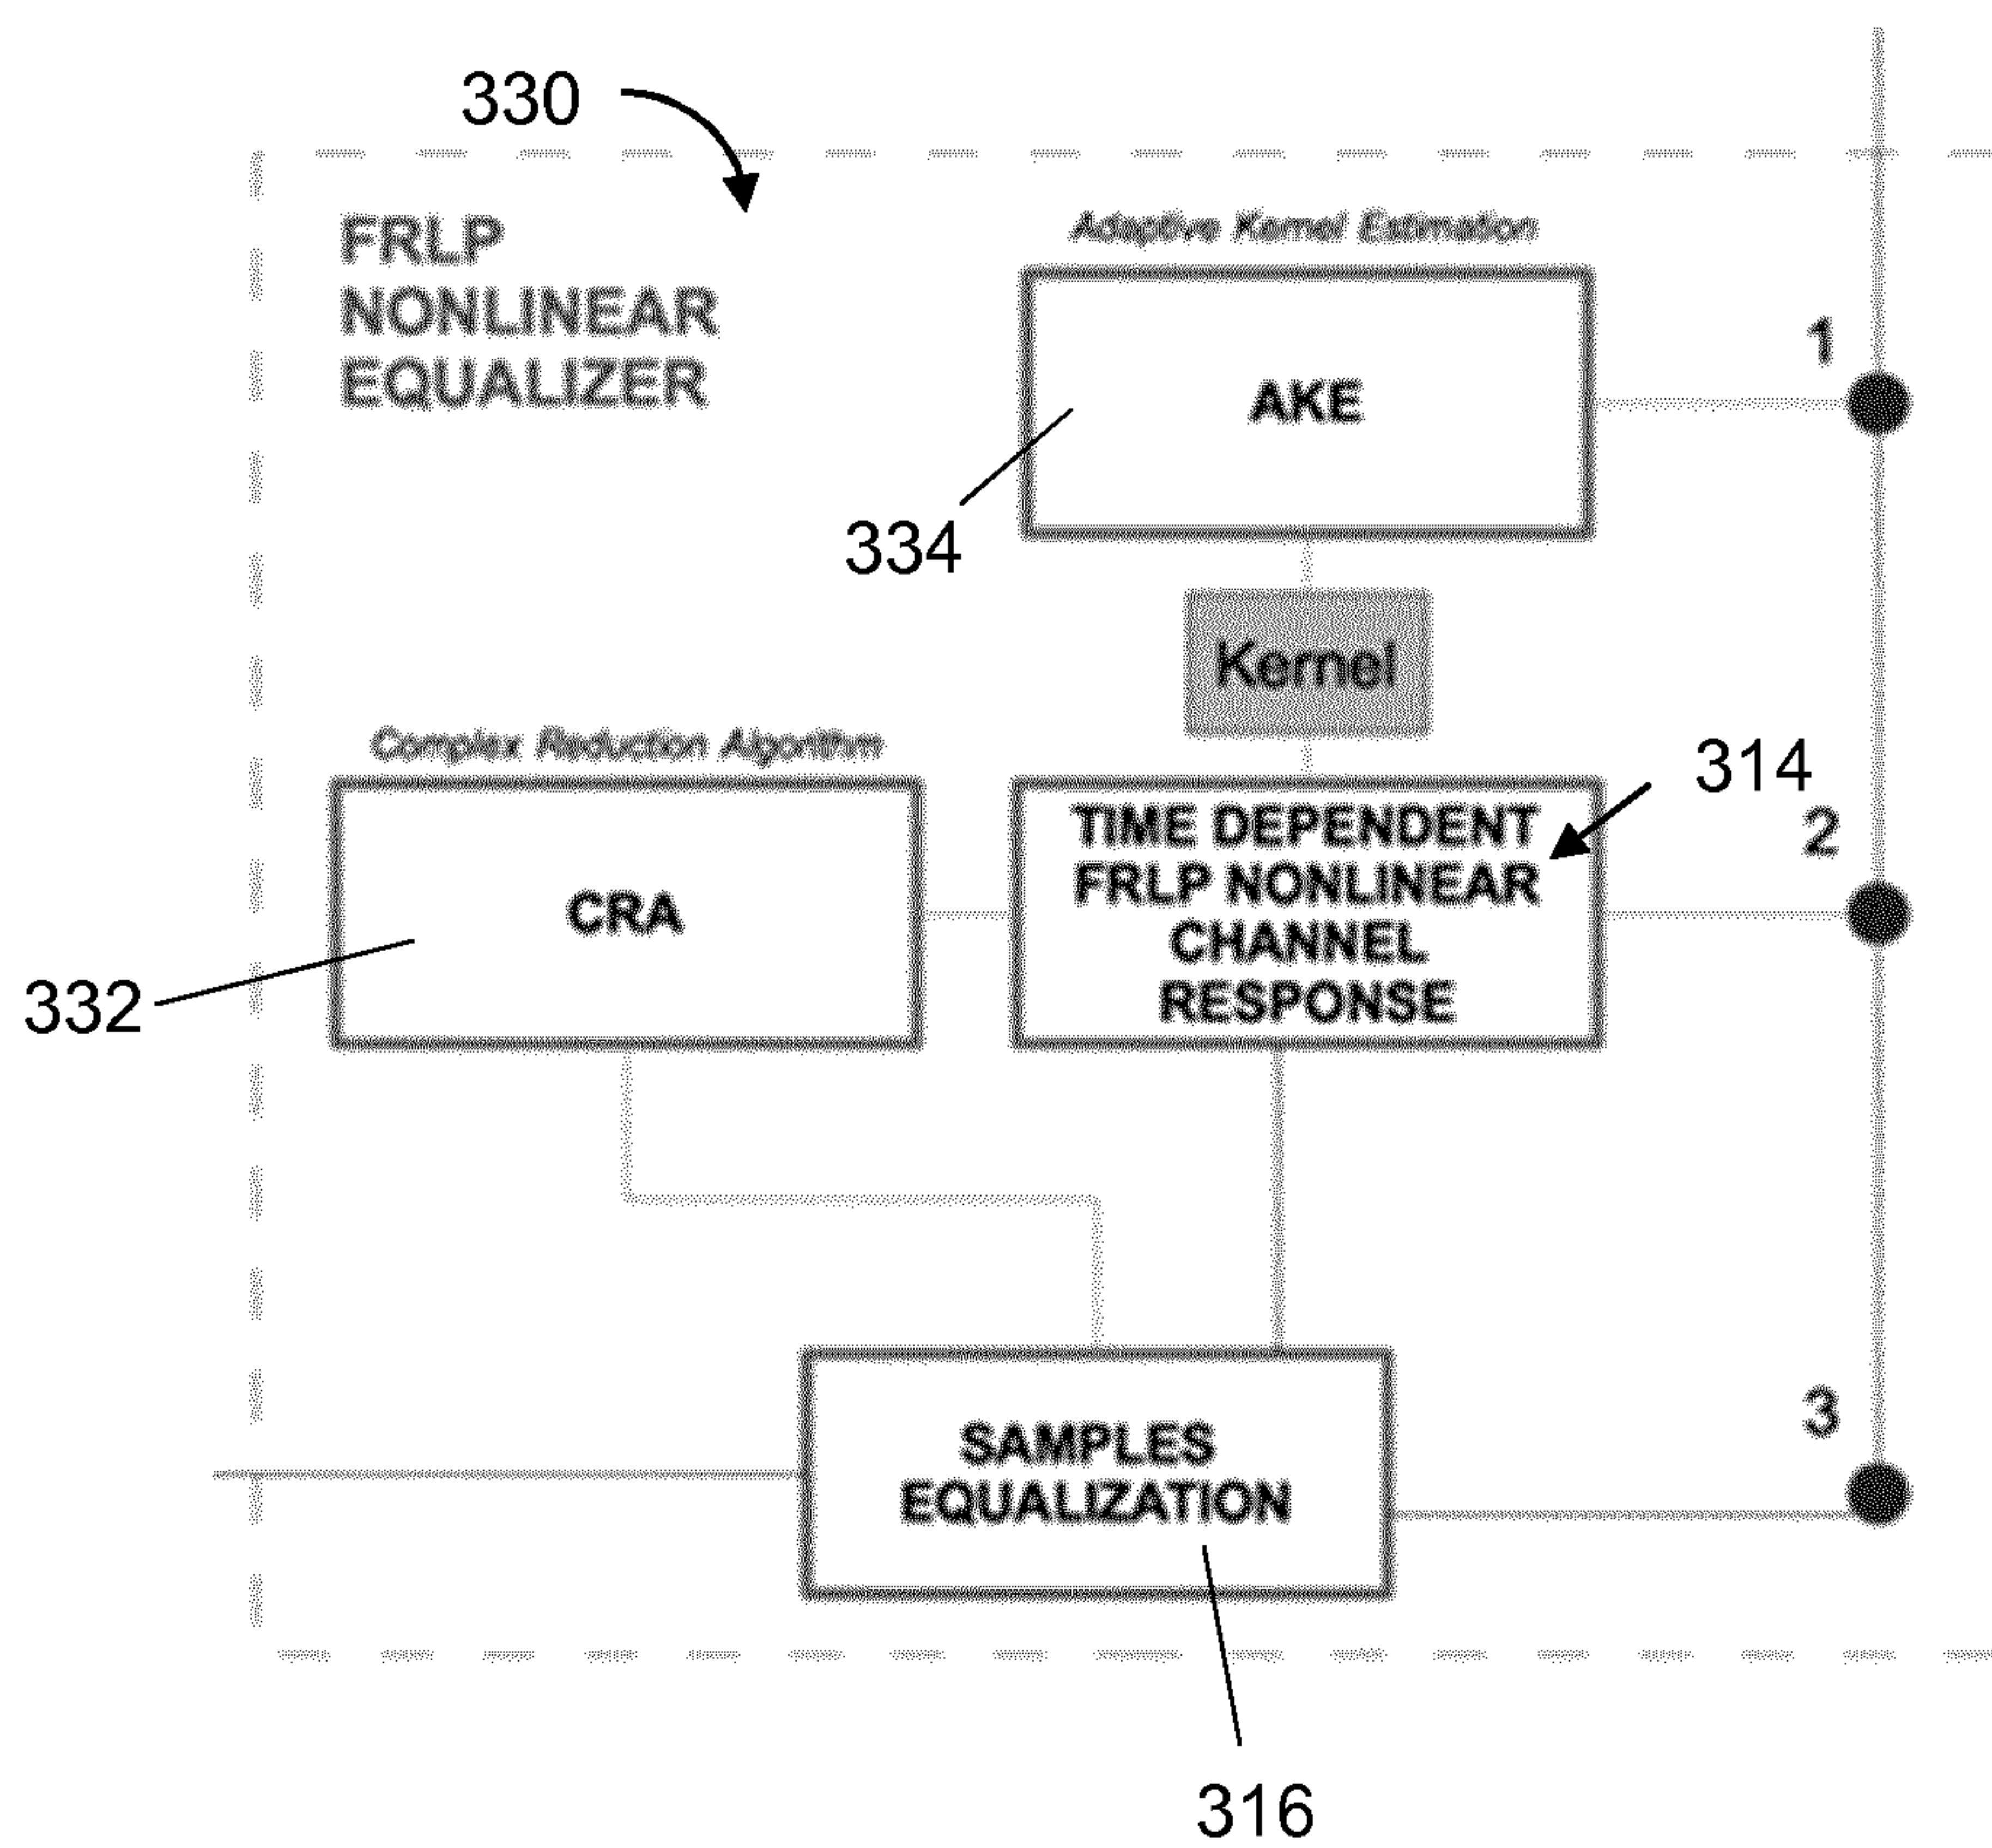 330
FRLP
NONLINEAR
EQUALIZER
Adaptive Kernel Estimation
AKE
1
334
Kernel
Complex Reduction Algorithm
314
TIME DEPENDENT
FRLP NONLINEAR
CHANNEL
RESPONSE
2
CRA
332
3
SAMPLES
EQUALIZATION
316